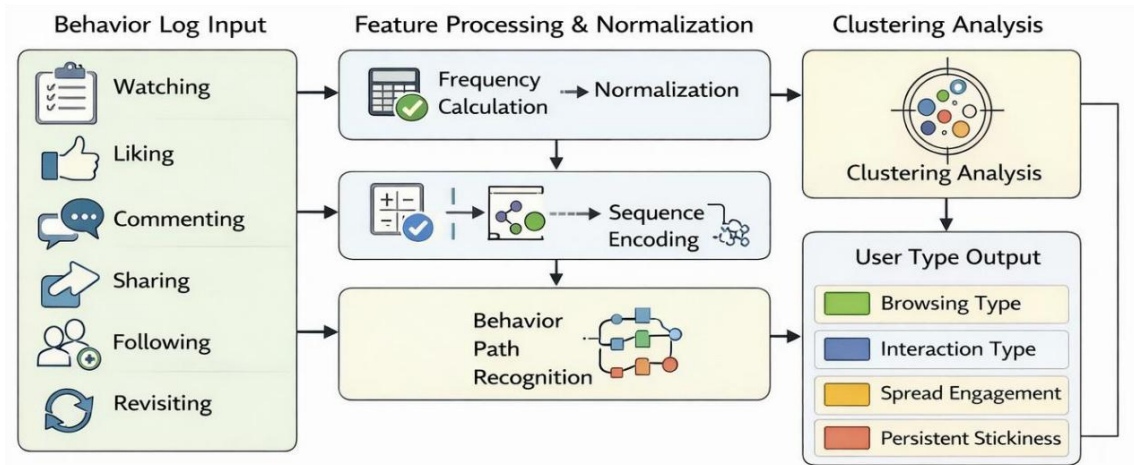 Behavior Log Input
Watching
Liking
Commenting
Sharing
Following
Revisiting
Feature Processing & Normalization
Frequency
Calculation
Normalization
Sequence
Encoding
Behavior
Path
Recognition
Clustering Analysis
Clustering Analysis
User Type Output
Browsing Type
Interaction Type
Spread Engagement
Persistent Stickiness